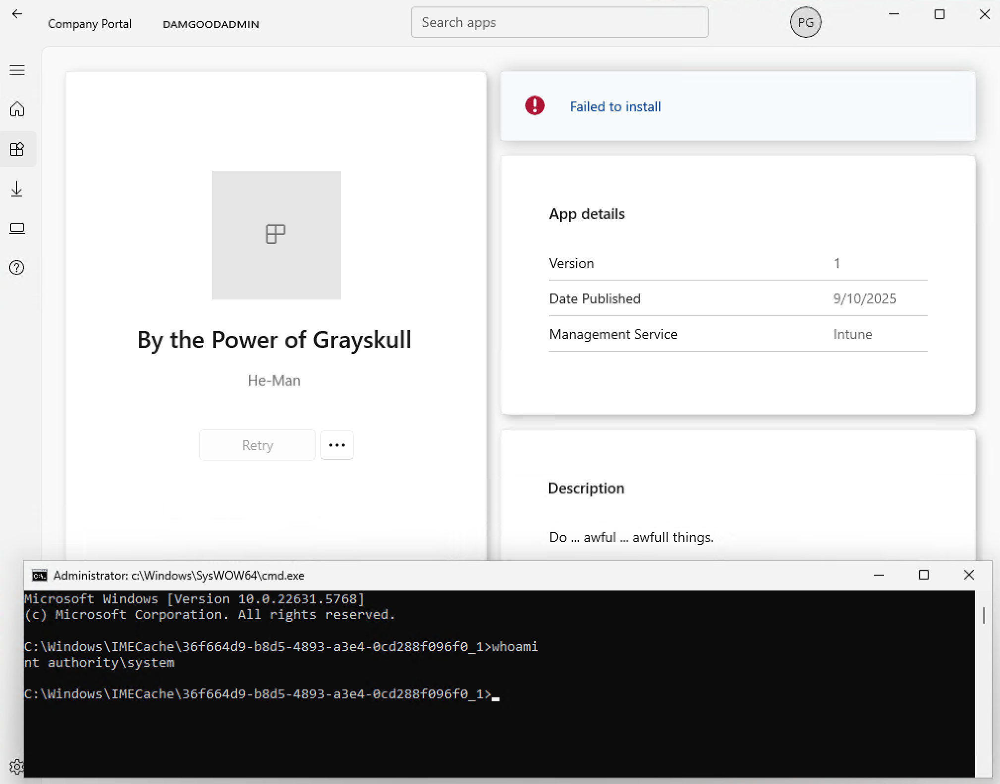 Company Portal
DAMGOODADMIN
Search apps
PG
By the Power of Grayskull
He-Man
Retry
Failed to install
App details
Version 1
Date Published 9/10/2025
Management Service Intune
Description
Do ... awful ... awfull things.
Administrator: c:\Windows\SysWOW64\cmd.exe
Microsoft Windows [Version 10.0.22631.5768]
(c) Microsoft Corporation. All rights reserved.
C:\Windows\IMECache\36f664d9-b8d5-4893-a3e4-0cd288f096f0_1>whoami
nt authority\system
C:\Windows\IMECache\36f664d9-b8d5-4893-a3e4-0cd288f096f0_1>